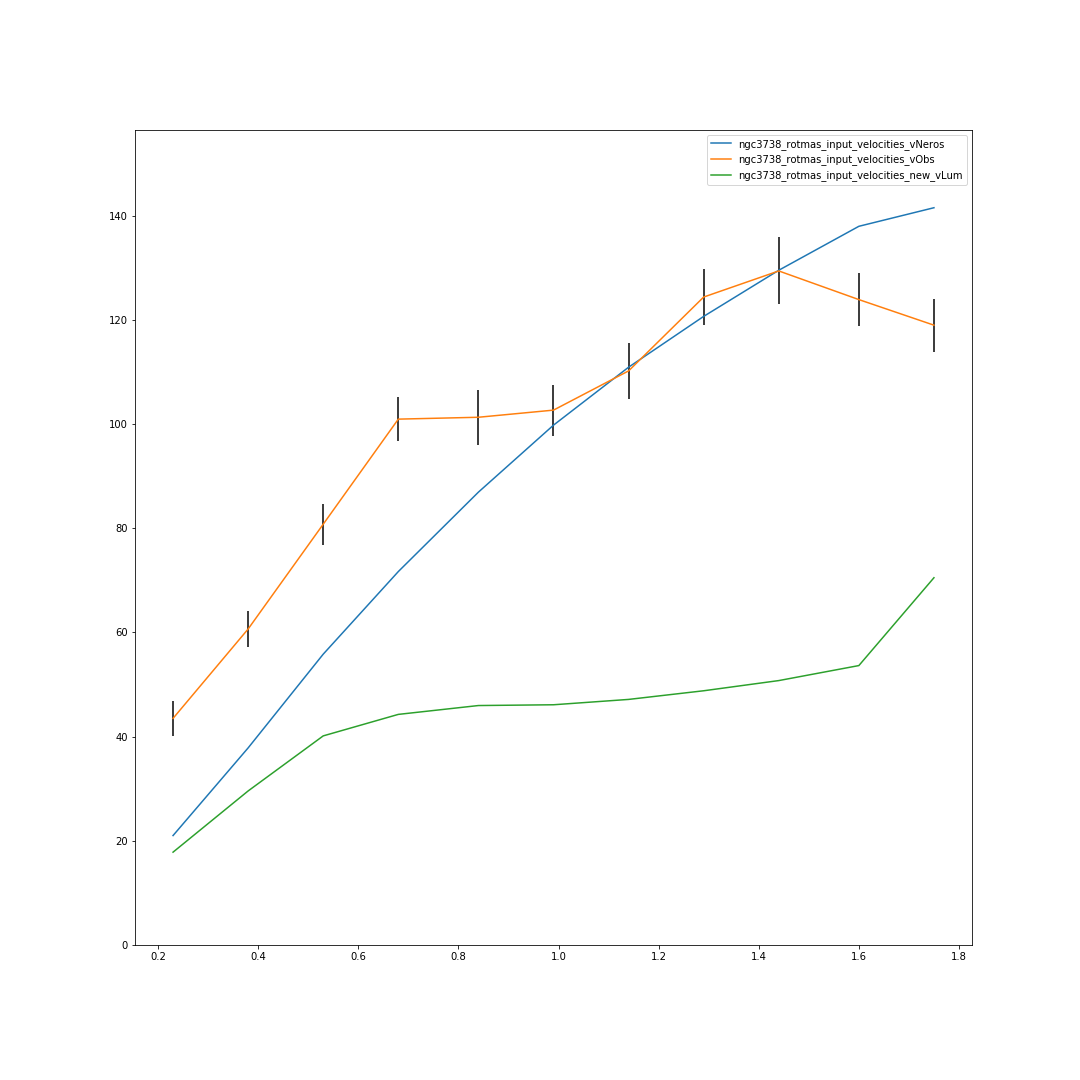 ngc3738_rotmas_input_velocities_vNeros
ngc3738_rotmas_input_velocities_vObs
ngc3738_rotmas_input_velocities_new_vLum
140
120
100
80
60
40
20
0
0.2 0.4 0.6 0.8 1.0 1.2 1.4 1.6 1.8